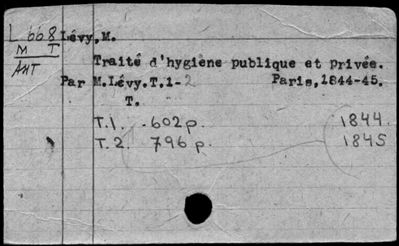 L 668 Lévy,M.
M T
Traité d'hygiène publique et privée.
ANT
Par M.Lévy.T.1-2 Paris,1844-45.
T.
T.1. 602 p. 1844.
T.2. 796 p. 1845